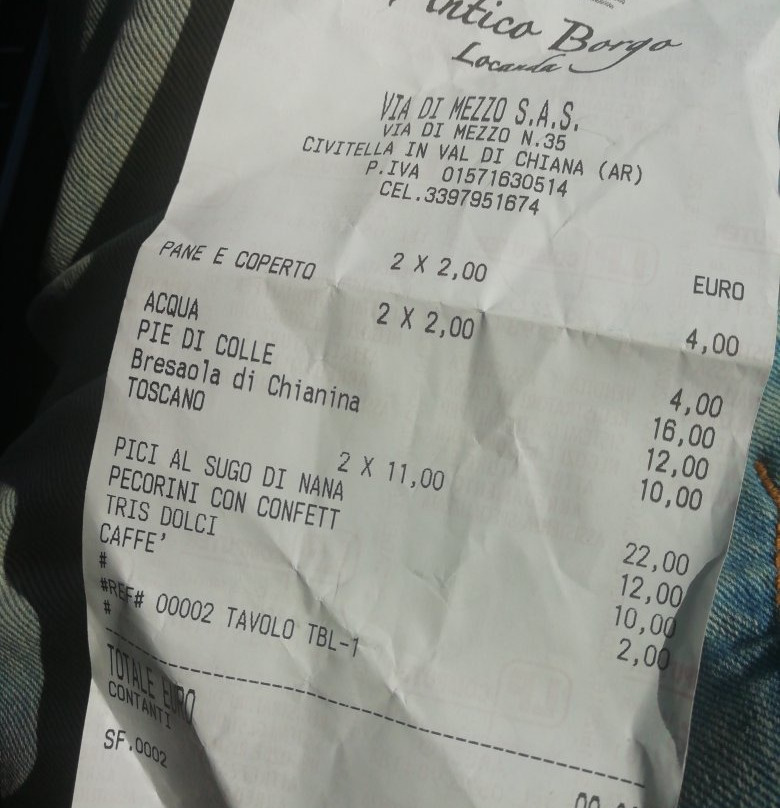 Antico Borgo
Locanda
VIA DI MEZZO S.A.S.
VIA DI MEZZO N.35
CIVITELLA IN VAL DI CHIANA (AR)
P.IVA 01571630514
CEL.3397951674
EURO
2 X 2,00
PANE E COPERTO 4,00
2 X 2,00
ACQUA 4,00
PIE DI COLLE 16,00
Bresaola di Chianina 12,00
TOSCANO 10,00
2 X 11,00
PICI AL SUGO DI NANA 22,00
PECORINI CON CONFETT 12,00
TRIS DOLCI 10,00
CAFFE' 2,00
#
#REF# 00002 TAVOLO TBL-1
#
TOTALE EURO
CONTANTI
SF.0002